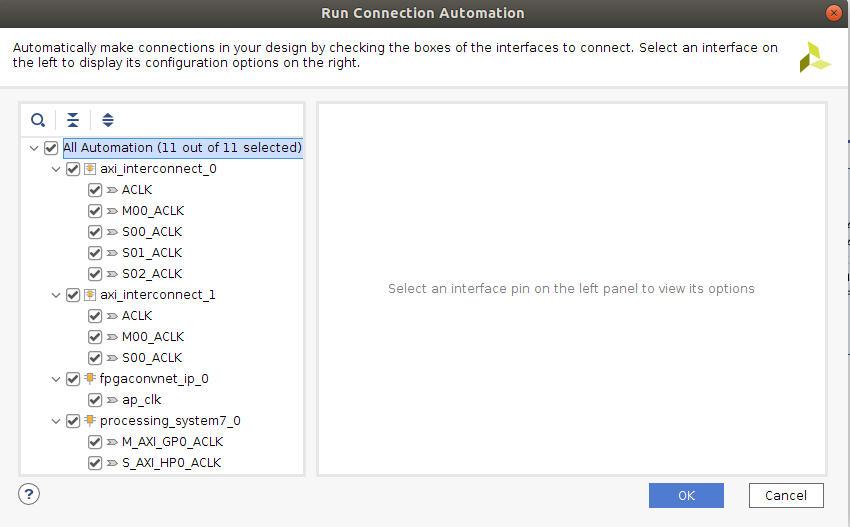 Run Connection Automation
Automatically make connections in your design by checking the boxes of the interfaces to connect. Select an interface on
the left to display its configuration options on the right.
All Automation (11 out of 11 selected)
axi_interconnect_0
ACLK
M00_ACLK
S00_ACLK
S01_ACLK
S02_ACLK
axi_interconnect_1
ACLK
M00_ACLK
S00_ACLK
fpgaconvnet_ip_0
ap_clk
processing_system7_0
M_AXI_GP0_ACLK
S_AXI_HP0_ACLK
Select an interface pin on the left panel to view its options
?
OK
Cancel